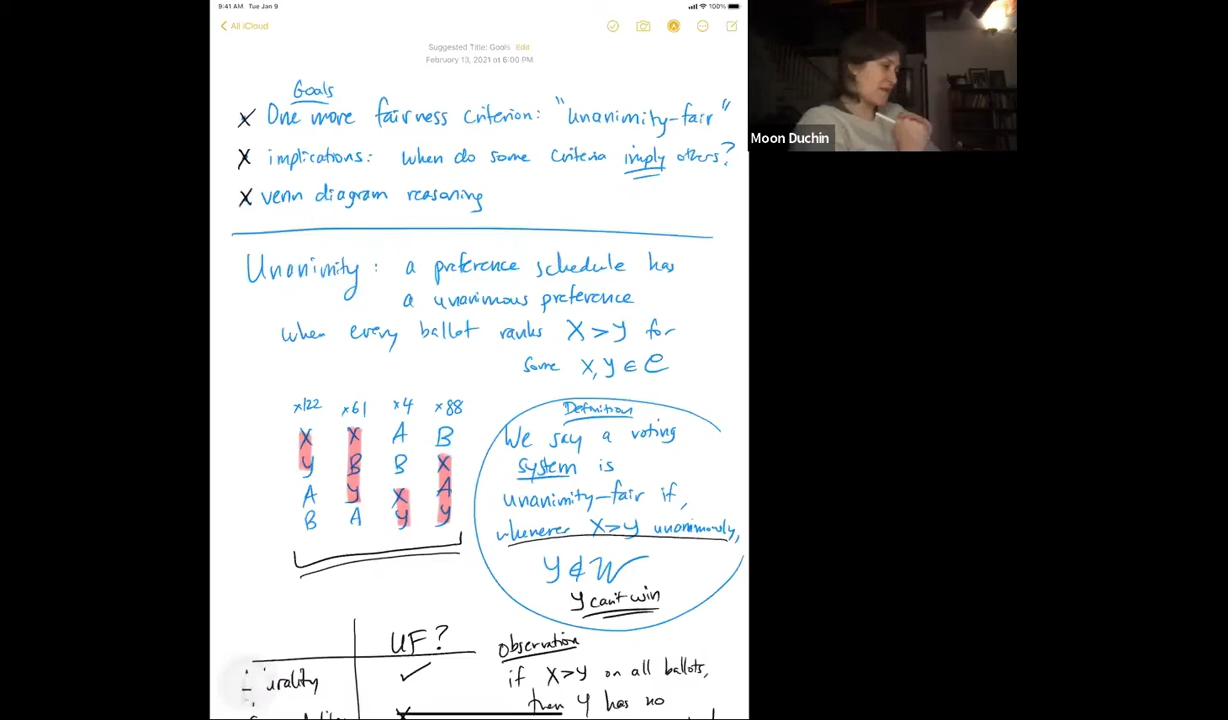 9:41 AM Tue Jan 9
100%
All iCloud
Suggested Title: Goals Edit
February 13, 2021 at 6:00 PM
Goals
X One more fairness criterion: "unanimity-fair"
X implications: when do some criteria imply others?
X venn diagram reasoning
Unanimity: a preference schedule has
a unanimous preference
when every ballot ranks X>Y for
some X,Y ∈ C
x122 x61 x4 x88
X X A B
Y B B X
A Y X A
B A Y Y
Definition
We say a voting
system is
unanimity-fair if,
whenever X>Y unanimously,
Y ∉ W
Y can't win
UF?
urality ✓
Observation
if X>Y on all ballots,
then Y has no
Moon Duchin